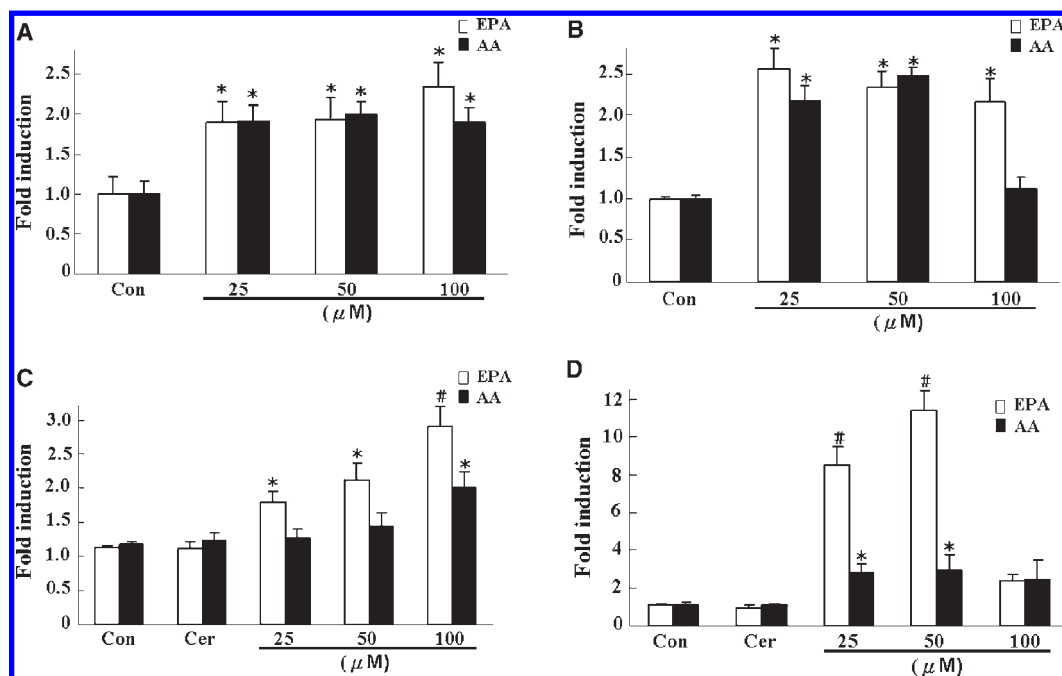 A
EPA
AA
Fold induction
2.5
2.0
1.5
1.0
0.5
0
* * * * * *
Con 25 50 100
(μM)
B
EPA
AA
Fold induction
2.5
2.0
1.5
1.0
0.5
0
* * * * *
Con 25 50 100
(μM)
C
EPA
AA
Fold induction
3.0
2.5
2.0
1.5
1.0
0.5
0
* * # *
Con Cer 25 50 100
(μM)
D
EPA
AA
Fold induction
12
10
8
6
4
2
0
# * # *
Con Cer 25 50 100
(μM)